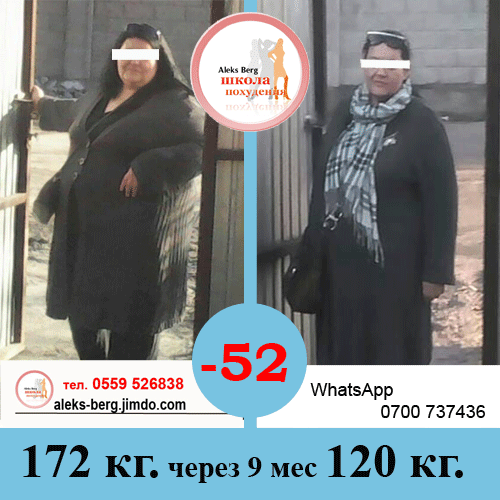 Aleks Berg
школа
похудения
-52
Aleks Berg
школа
похудения
тел. 0559 526838
aleks-berg.jimdo.com
WhatsApp
0700 737436
172 кг. через 9 мес 120 кг.